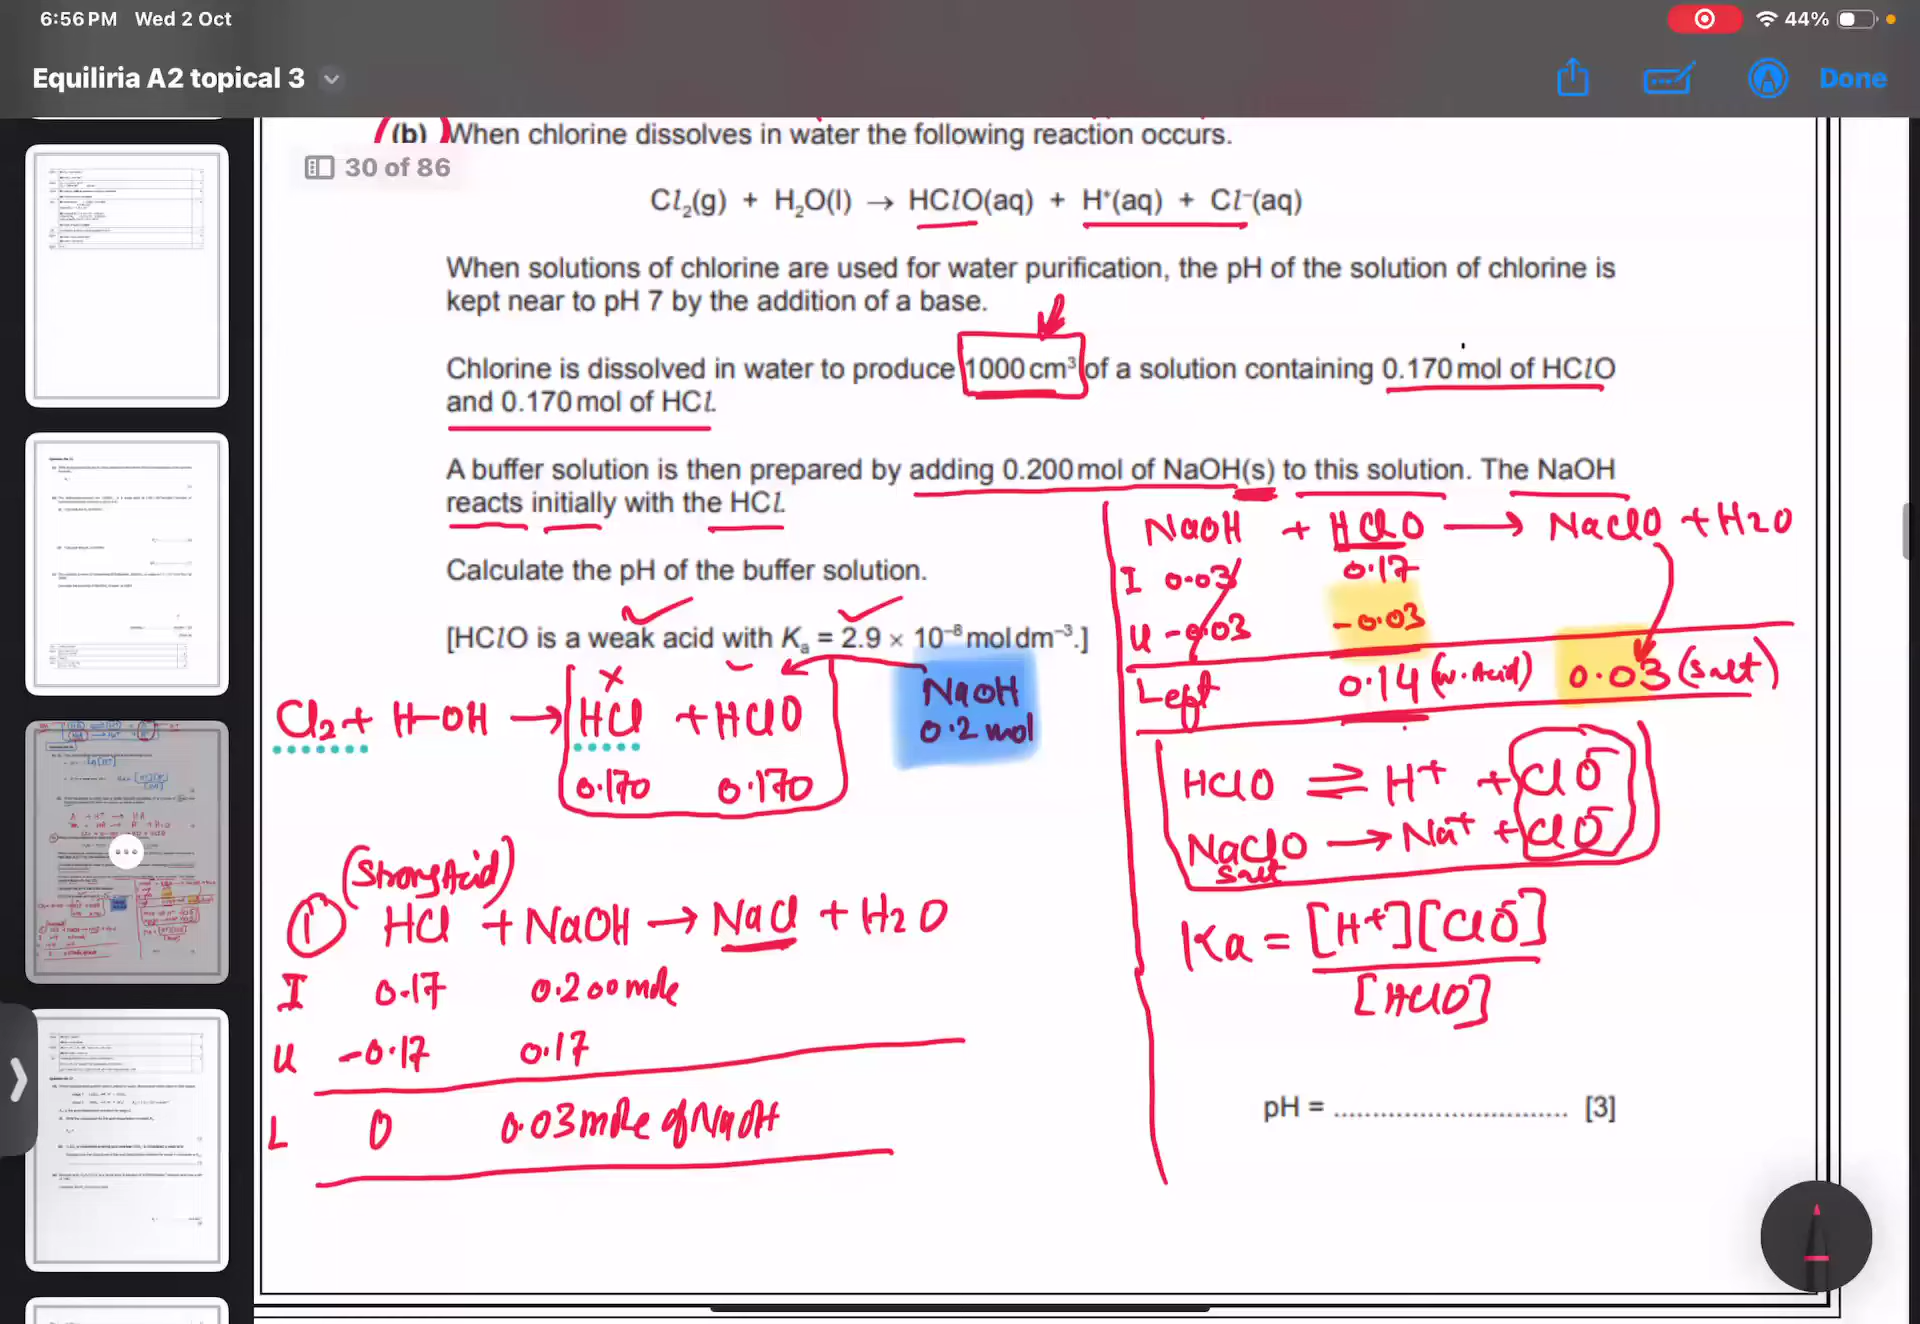 6:56 PM Wed 2 Oct
44%
Equiliria A2 topical 3
Done
30 of 86
(b) When chlorine dissolves in water the following reaction occurs.
Cl₂(g) + H₂O(l) → HClO(aq) + H⁺(aq) + Cl⁻(aq)
When solutions of chlorine are used for water purification, the pH of the solution of chlorine is
kept near to pH 7 by the addition of a base.
Chlorine is dissolved in water to produce 1000 cm³ of a solution containing 0.170 mol of HClO
and 0.170 mol of HCl.
A buffer solution is then prepared by adding 0.200 mol of NaOH(s) to this solution. The NaOH
reacts initially with the HCl.
Calculate the pH of the buffer solution.
[HClO is a weak acid with Kₐ = 2.9 × 10⁻⁸ mol dm⁻³.]
Cl2 + H-OH → HCl + HClO
0.170 0.170
NaOH
0.2 mol
(Strong Acid)
① HCl + NaOH → NaCl + H2O
I 0.17 0.200 mole
U -0.17 0.17
L 0 0.03 mole of NaOH
NaOH + HClO → NaClO + H2O
I 0.03 0.17
U -0.03 -0.03
Left 0.14 (w. Acid) 0.03 (salt)
HClO ⇌ H+ + ClO⁻
NaClO → Na+ + ClO⁻
salt
Ka = [H+][ClO⁻]
[HClO]
pH = .............................. [3]